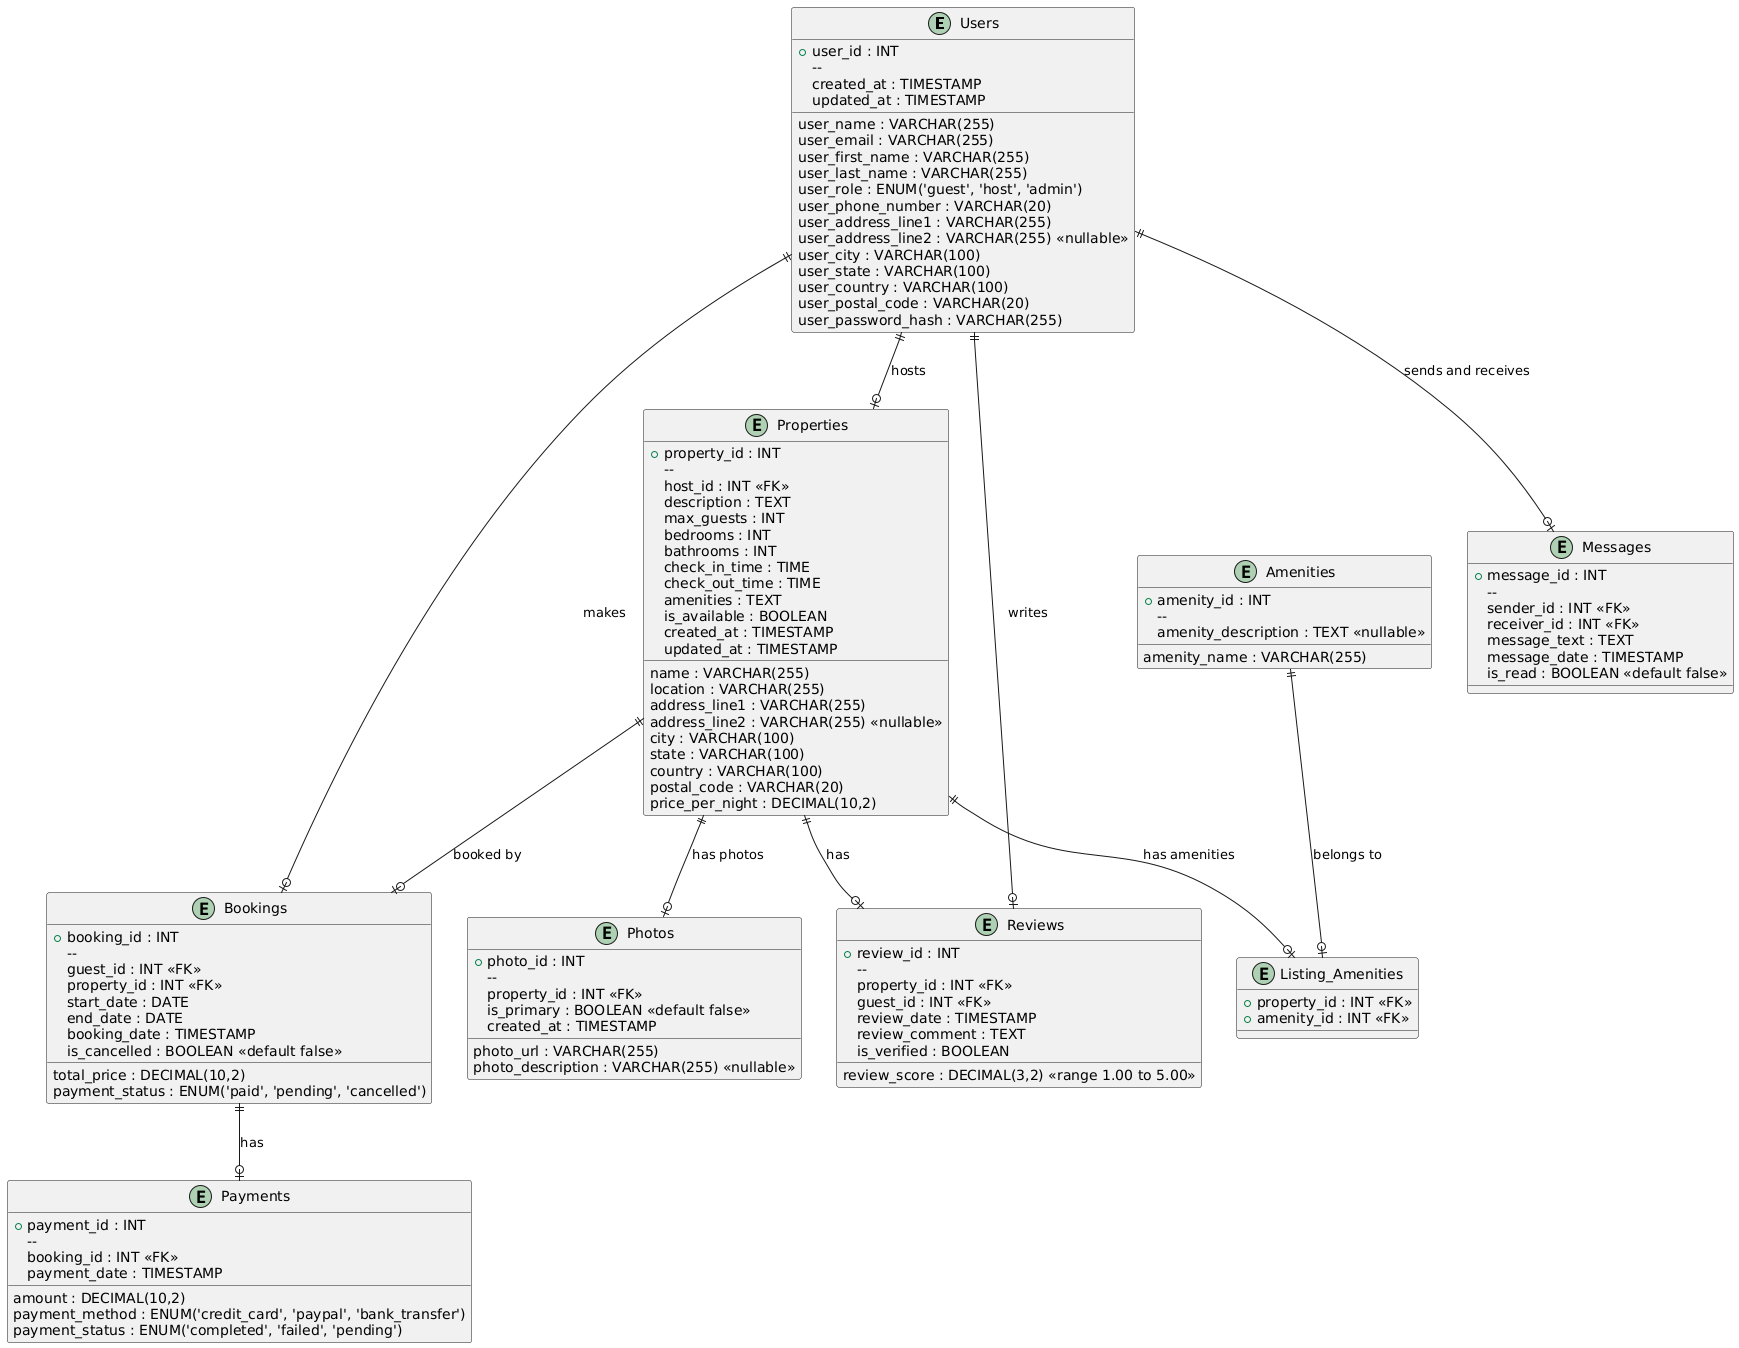 E Users
user_id : INT
--
created_at : TIMESTAMP
updated_at : TIMESTAMP
user_name : VARCHAR(255)
user_email : VARCHAR(255)
user_first_name : VARCHAR(255)
user_last_name : VARCHAR(255)
user_role : ENUM('guest', 'host', 'admin')
user_phone_number : VARCHAR(20)
user_address_line1 : VARCHAR(255)
user_address_line2 : VARCHAR(255) «nullable»
user_city : VARCHAR(100)
user_state : VARCHAR(100)
user_country : VARCHAR(100)
user_postal_code : VARCHAR(20)
user_password_hash : VARCHAR(255)
hosts
sends and receives
makes
writes
E Properties
property_id : INT
--
host_id : INT «FK»
description : TEXT
max_guests : INT
bedrooms : INT
bathrooms : INT
check_in_time : TIME
check_out_time : TIME
amenities : TEXT
is_available : BOOLEAN
created_at : TIMESTAMP
updated_at : TIMESTAMP
name : VARCHAR(255)
location : VARCHAR(255)
address_line1 : VARCHAR(255)
address_line2 : VARCHAR(255) «nullable»
city : VARCHAR(100)
state : VARCHAR(100)
country : VARCHAR(100)
postal_code : VARCHAR(20)
price_per_night : DECIMAL(10,2)
E Amenities
amenity_id : INT
--
amenity_description : TEXT «nullable»
amenity_name : VARCHAR(255)
E Messages
message_id : INT
--
sender_id : INT «FK»
receiver_id : INT «FK»
message_text : TEXT
message_date : TIMESTAMP
is_read : BOOLEAN «default false»
booked by
has photos
has
has amenities
belongs to
E Bookings
booking_id : INT
--
guest_id : INT «FK»
property_id : INT «FK»
start_date : DATE
end_date : DATE
booking_date : TIMESTAMP
is_cancelled : BOOLEAN «default false»
total_price : DECIMAL(10,2)
payment_status : ENUM('paid', 'pending', 'cancelled')
E Photos
photo_id : INT
--
property_id : INT «FK»
is_primary : BOOLEAN «default false»
created_at : TIMESTAMP
photo_url : VARCHAR(255)
photo_description : VARCHAR(255) «nullable»
E Reviews
review_id : INT
--
property_id : INT «FK»
guest_id : INT «FK»
review_date : TIMESTAMP
review_comment : TEXT
is_verified : BOOLEAN
review_score : DECIMAL(3,2) «range 1.00 to 5.00»
E Listing_Amenities
property_id : INT «FK»
amenity_id : INT «FK»
has
E Payments
payment_id : INT
--
booking_id : INT «FK»
payment_date : TIMESTAMP
amount : DECIMAL(10,2)
payment_method : ENUM('credit_card', 'paypal', 'bank_transfer')
payment_status : ENUM('completed', 'failed', 'pending')